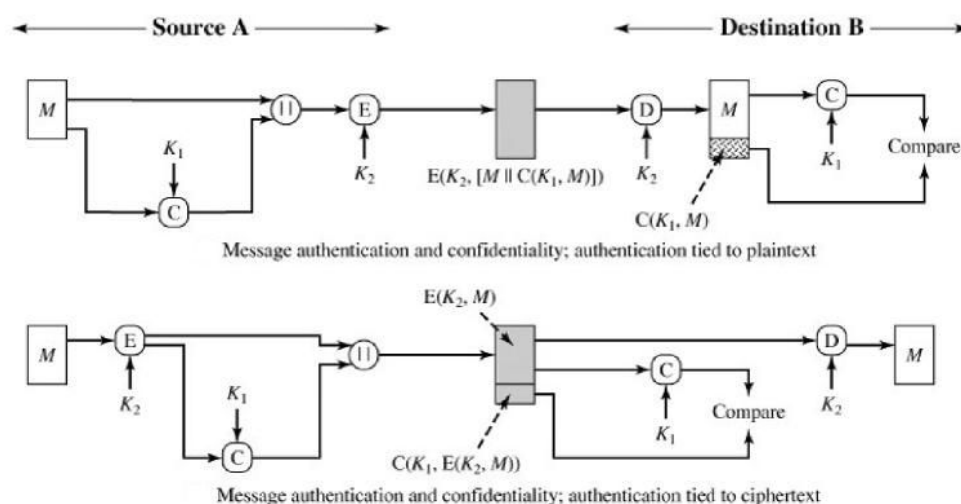 Source A
Destination B
M
K₁
C
||
E
K₂
E(K₂, [M || C(K₁, M)])
D
K₂
M
C(K₁, M)
C
K₁
Compare
Message authentication and confidentiality; authentication tied to plaintext
M
E
K₂
K₁
C
||
E(K₂, M)
C(K₁, E(K₂, M))
C
K₁
Compare
D
K₂
M
Message authentication and confidentiality; authentication tied to ciphertext